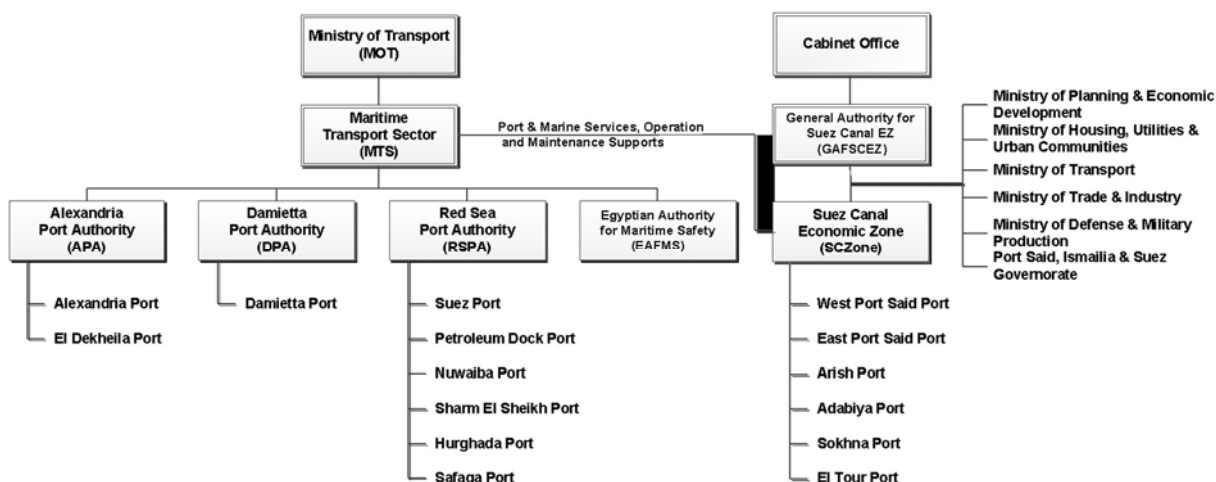 Ministry of Transport
(MOT)
Cabinet Office
Maritime
Transport Sector
(MTS)
Port & Marine Services, Operation
and Maintenance Supports
General Authority for
Suez Canal EZ
(GAFSCEZ)
Ministry of Planning & Economic
Development
Ministry of Housing, Utilities &
Urban Communities
Ministry of Transport
Ministry of Trade & Industry
Ministry of Defense & Military
Production
Port Said, Ismailia & Suez
Governorate
Alexandria
Port Authority
(APA)
Damietta
Port Authority
(DPA)
Red Sea
Port Authority
(RSPA)
Egyptian Authority
for Maritime Safety
(EAFMS)
Suez Canal
Economic Zone
(SCZone)
Alexandria Port
El Dekheila Port
Damietta Port
Suez Port
Petroleum Dock Port
Nuwaiba Port
Sharm El Sheikh Port
Hurghada Port
Safaga Port
West Port Said Port
East Port Said Port
Arish Port
Adabiya Port
Sokhna Port
El Tour Port